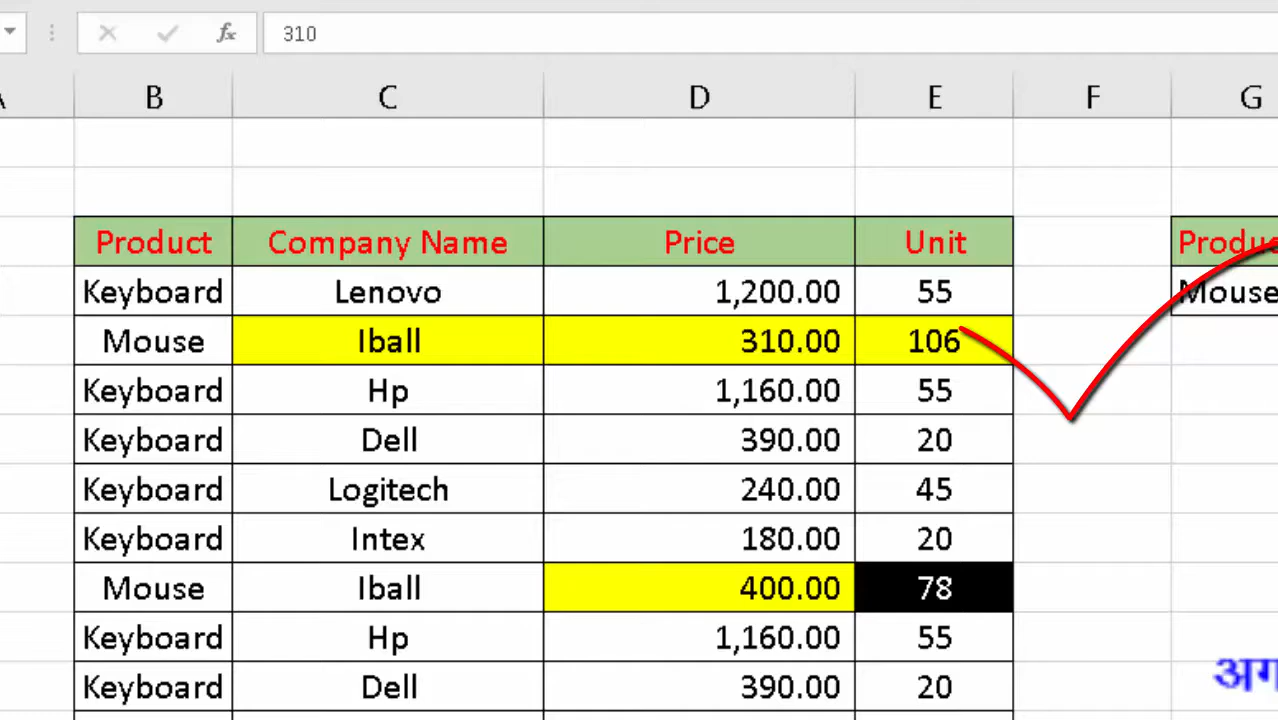 fx 310
B C D E F G
Product Company Name Price Unit
Keyboard Lenovo 1,200.00 55 Mouse
Mouse Iball 310.00 106
Keyboard Hp 1,160.00 55
Keyboard Dell 390.00 20
Keyboard Logitech 240.00 45
Keyboard Intex 180.00 20
Mouse Iball 400.00 78
Keyboard Hp 1,160.00 55
Keyboard Dell 390.00 20